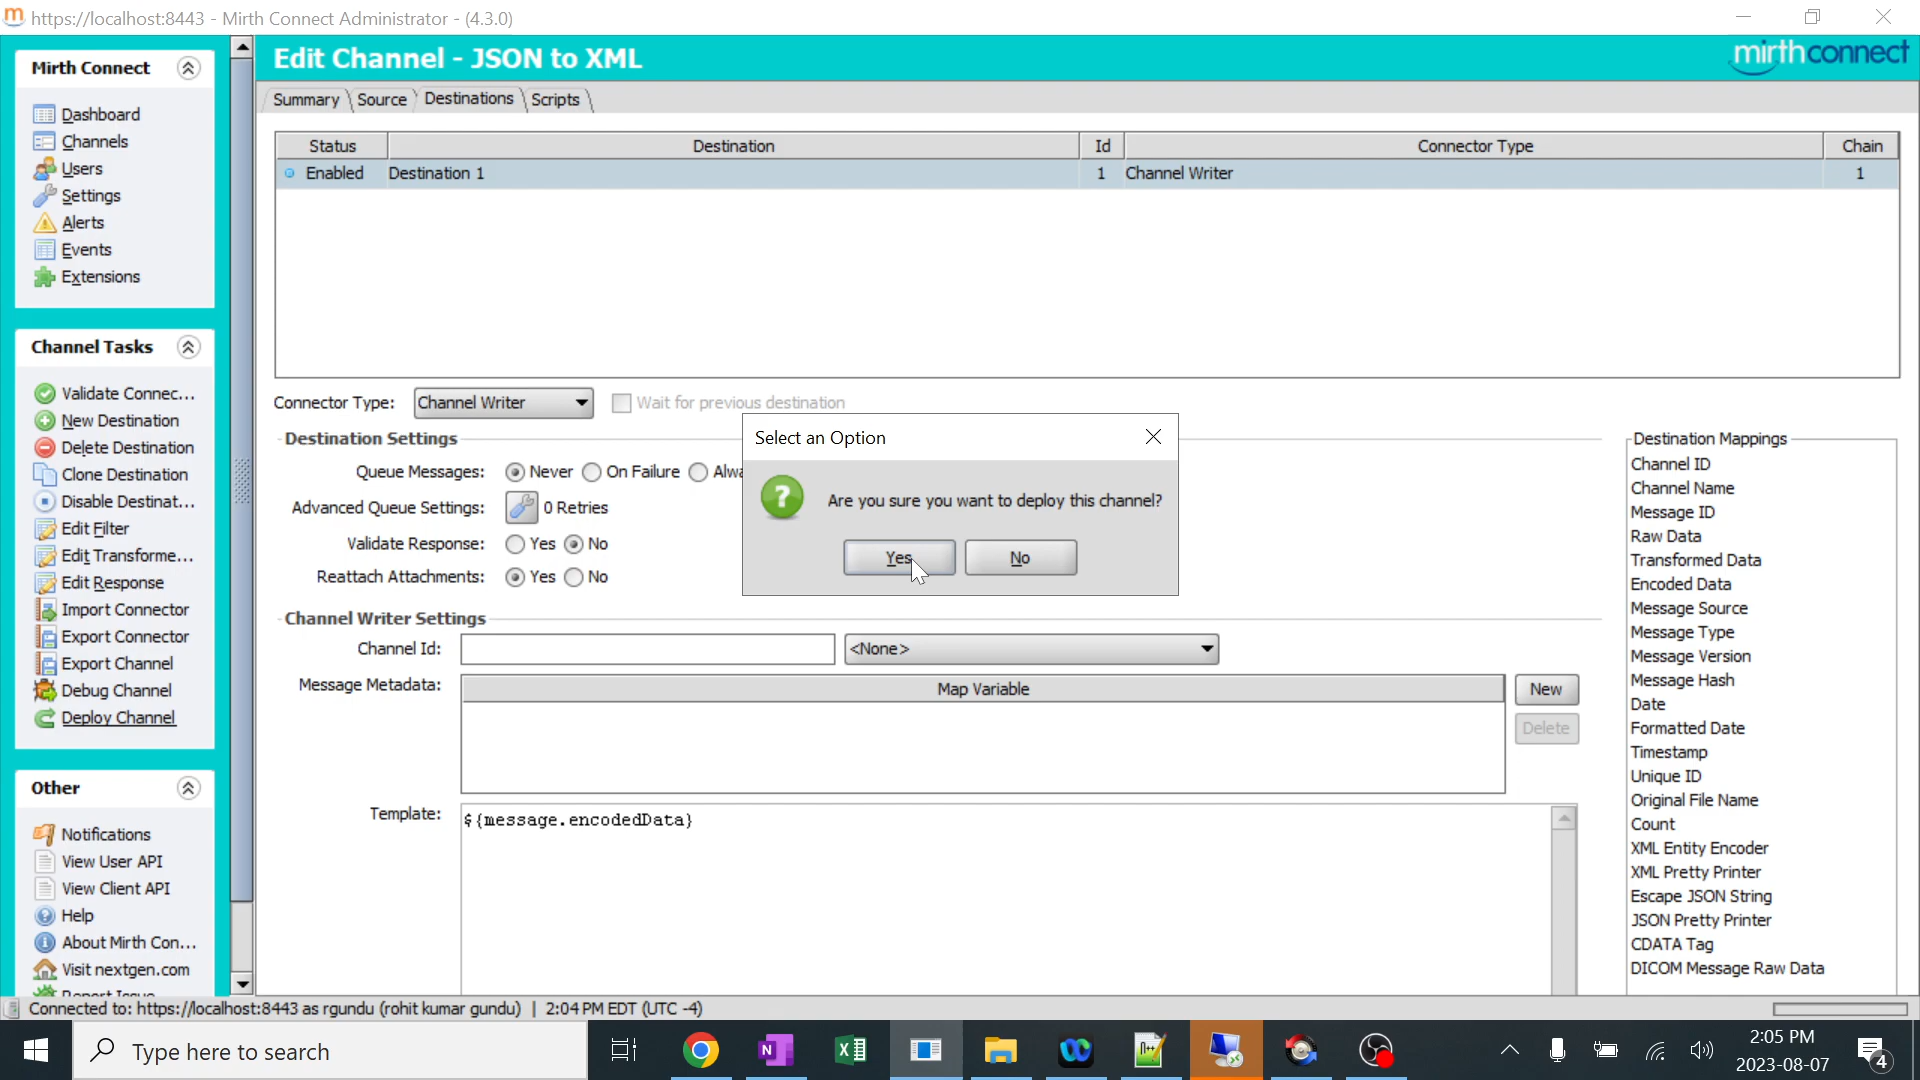 https://localhost:8443 - Mirth Connect Administrator - (4.3.0)
Mirth Connect
Dashboard
Channels
Users
Settings
Alerts
Events
Extensions
Channel Tasks
Validate Connec...
New Destination
Delete Destination
Clone Destination
Disable Destinat...
Edit Filter
Edit Transforme...
Edit Response
Import Connector
Export Connector
Export Channel
Debug Channel
Deploy Channel
Other
Notifications
View User API
View Client API
Help
About Mirth Con...
Visit nextgen.com
Report Issue
Edit Channel - JSON to XML
mirthconnect
Summary Source Destinations Scripts
Status Destination Id Connector Type Chain
Enabled Destination 1 1 Channel Writer 1
Connector Type: Channel Writer Wait for previous destination
Destination Settings
Queue Messages: Never On Failure Alwa
Advanced Queue Settings: 0 Retries
Validate Response: Yes No
Reattach Attachments: Yes No
Select an Option
Are you sure you want to deploy this channel?
Yes No
Channel Writer Settings
Channel Id: <None>
Message Metadata: Map Variable New
Delete
Template: ${message.encodedData}
Destination Mappings
Channel ID
Channel Name
Message ID
Raw Data
Transformed Data
Encoded Data
Message Source
Message Type
Message Version
Message Hash
Date
Formatted Date
Timestamp
Unique ID
Original File Name
Count
XML Entity Encoder
XML Pretty Printer
Escape JSON String
JSON Pretty Printer
CDATA Tag
DICOM Message Raw Data
Connected to: https://localhost:8443 as rgundu (rohit kumar gundu) | 2:04 PM EDT (UTC -4)
Type here to search
2:05 PM
2023-08-07
4